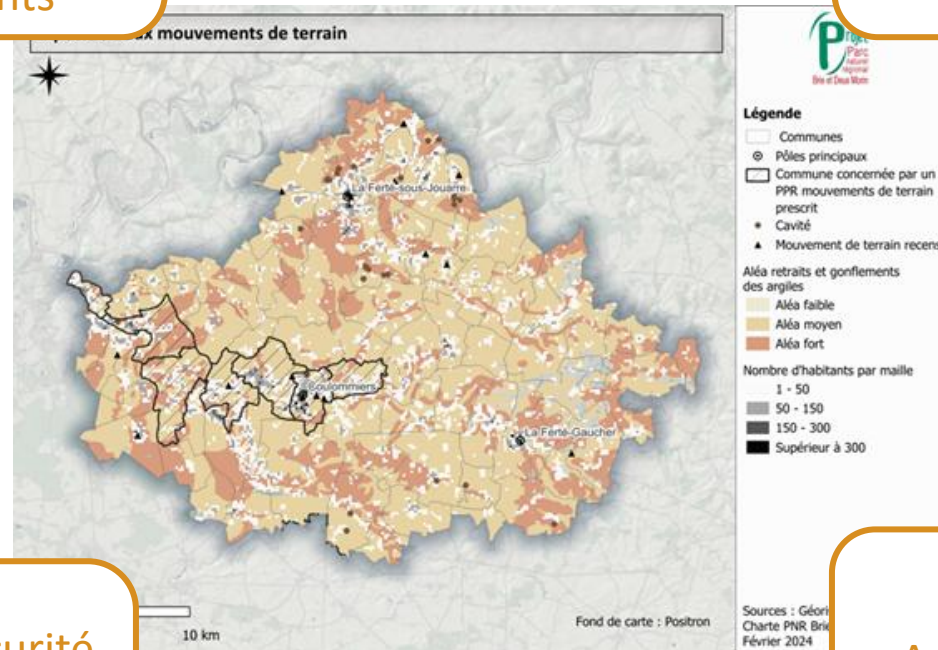 x mouvements de terrain
Projet
Parc
naturel
régional
Brie et Deux Morin
Légende
Communes
Pôles principaux
Commune concernée par un
PPR mouvements de terrain
prescrit
Cavité
Mouvement de terrain recens
Aléa retraits et gonflements
des argiles
Aléa faible
Aléa moyen
Aléa fort
Nombre d'habitants par maille
1 - 50
50 - 150
150 - 300
Supérieur à 300
La Ferté-sous-Jouarre
Coulommiers
La Ferté-Gaucher
10 km
Fond de carte : Positron
Sources : Géori
Charte PNR Brie
Février 2024